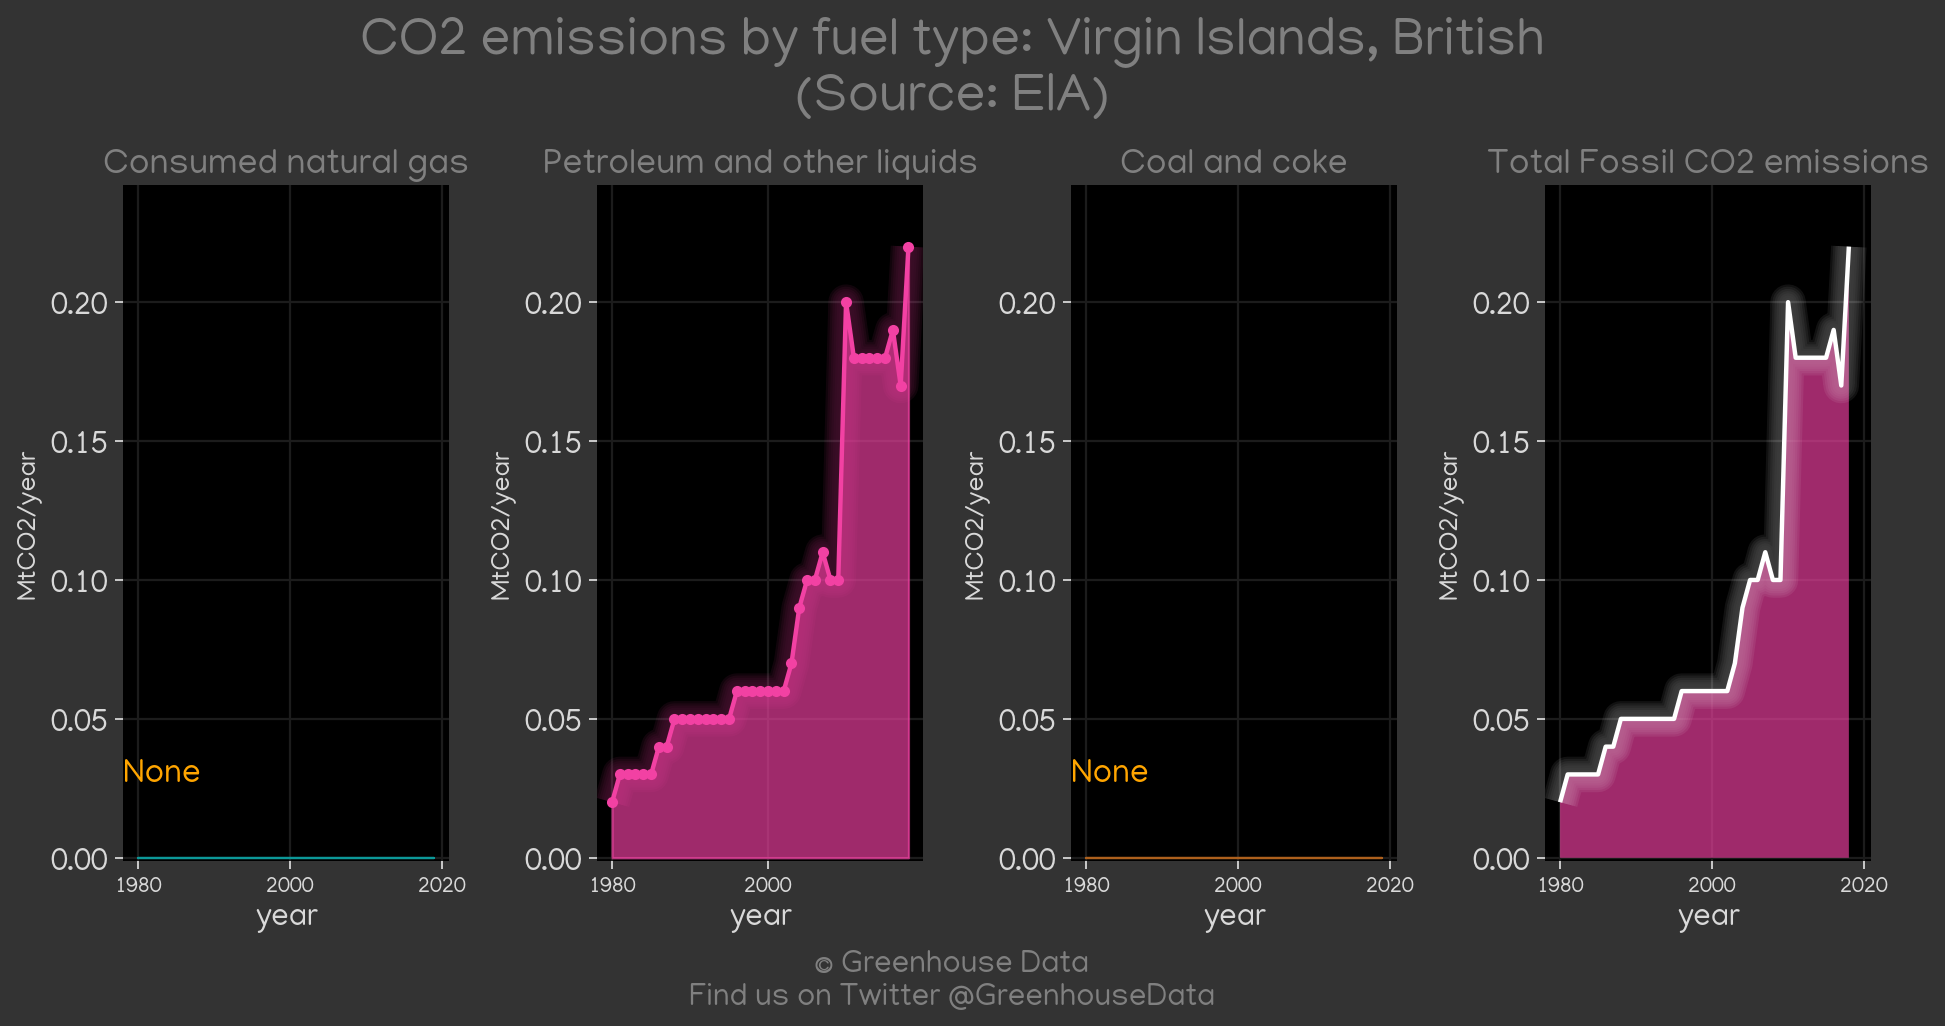 CO2 emissions by fuel type: Virgin Islands, British
(Source: EIA)
Consumed natural gas
Petroleum and other liquids
Coal and coke
Total Fossil CO2 emissions
MtCO2/year
0.20
0.15
0.10
0.05
0.00
None
1980
2000
2020
year
MtCO2/year
0.20
0.15
0.10
0.05
0.00
1980
2000
year
MtCO2/year
0.20
0.15
0.10
0.05
0.00
None
1980
2000
2020
year
MtCO2/year
0.20
0.15
0.10
0.05
0.00
1980
2000
2020
year
© Greenhouse Data
Find us on Twitter @GreenhouseData